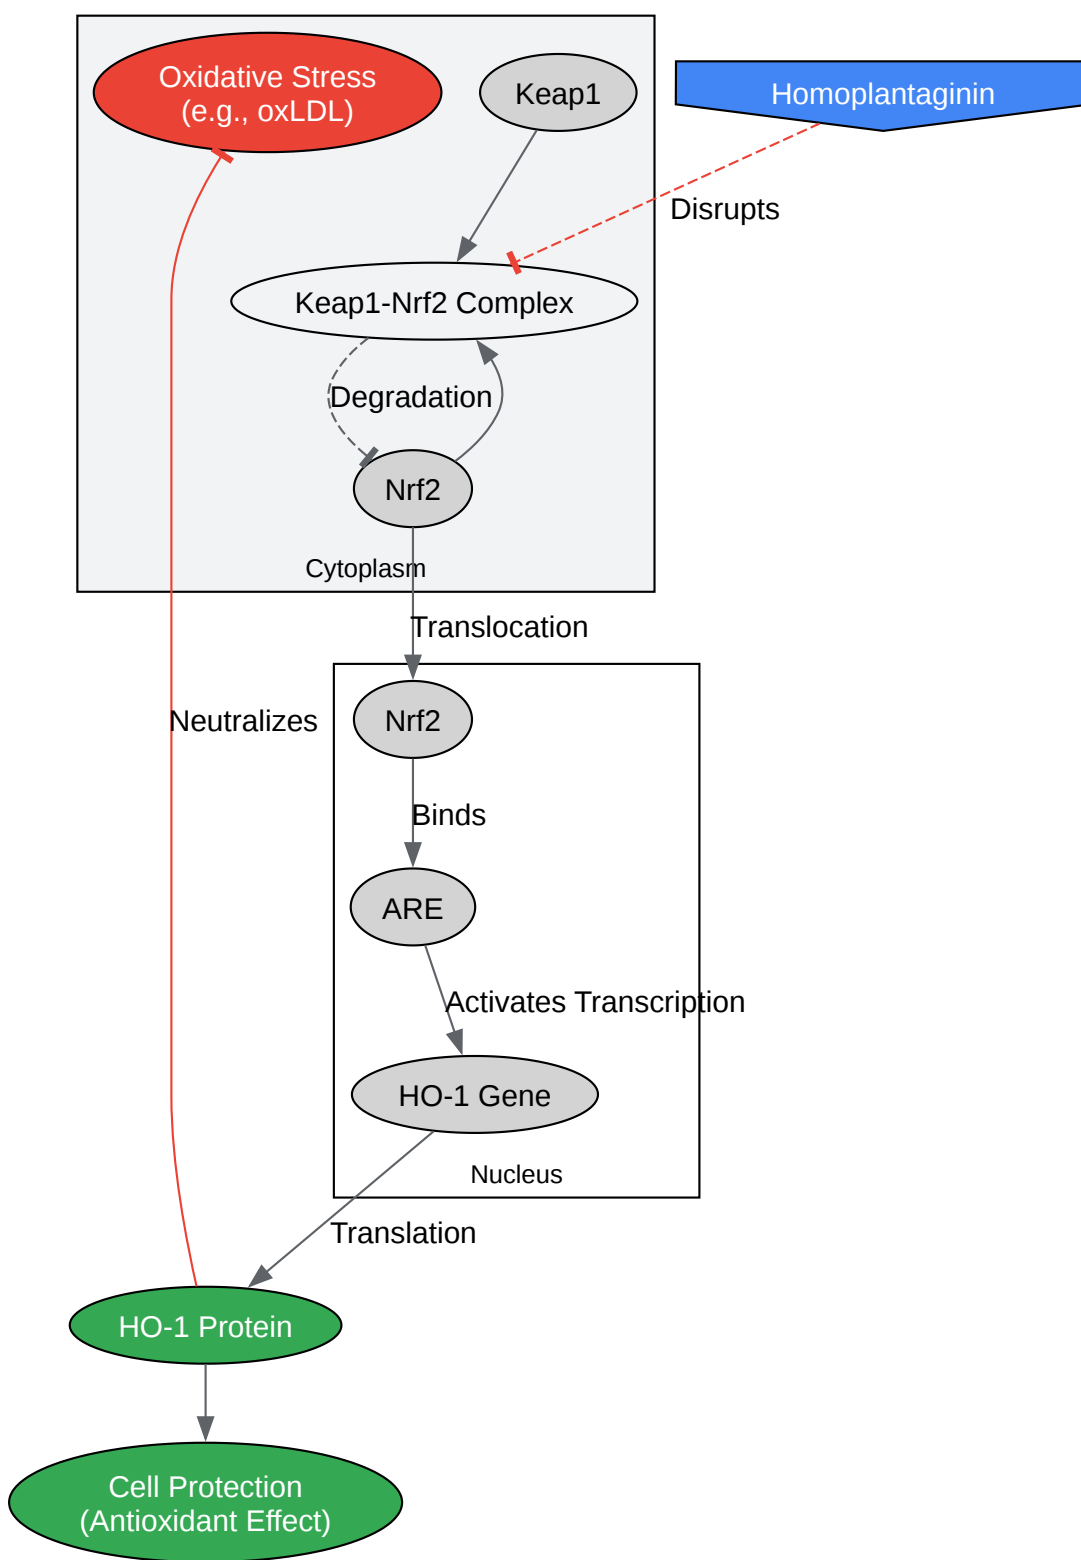 Oxidative Stress
(e.g., oxLDL)
Keap1
Homoplantaginin
Disrupts
Keap1-Nrf2 Complex
Degradation
Nrf2
Cytoplasm
Translocation
Nrf2
Neutralizes
Binds
ARE
Activates Transcription
HO-1 Gene
Nucleus
Translation
HO-1 Protein
Cell Protection
(Antioxidant Effect)